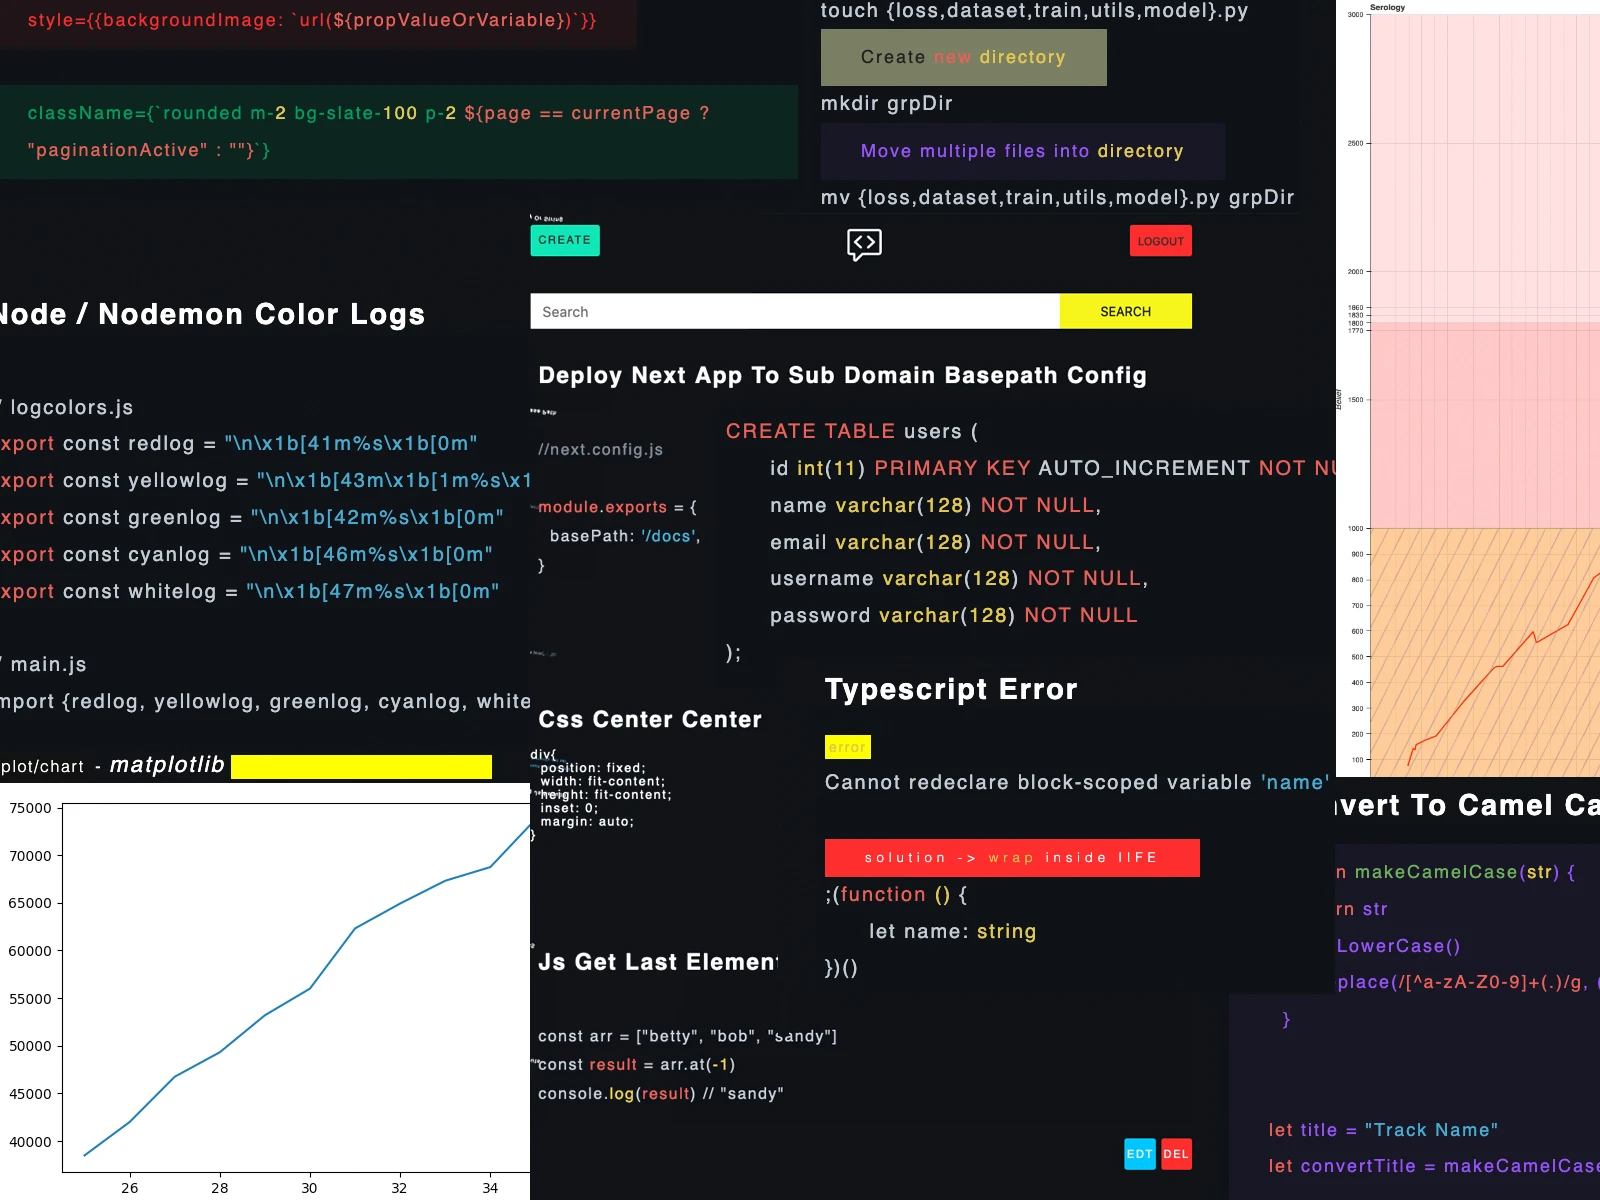 style={{backgroundImage: `url(${propValueOrVariable})`}}
className={`rounded m-2 bg-slate-100 p-2 ${page == currentPage ?
"paginationActive" : ""}`}
touch {loss,dataset,train,utils,model}.py
Create new directory
mkdir grpDir
Move multiple files into directory
mv {loss,dataset,train,utils,model}.py grpDir
CREATE
LOGOUT
Search
SEARCH
Node / Nodemon Color Logs
/ logcolors.js
xport const redlog = "\n\x1b[41m%s\x1b[0m"
xport const yellowlog = "\n\x1b[43m\x1b[1m%s\x1
xport const greenlog = "\n\x1b[42m%s\x1b[0m"
xport const cyanlog = "\n\x1b[46m%s\x1b[0m"
xport const whitelog = "\n\x1b[47m%s\x1b[0m"
/ main.js
mport {redlog, yellowlog, greenlog, cyanlog, white
plot/chart - matplotlib
75000
70000
65000
60000
55000
50000
45000
40000
26 28 30 32 34
Deploy Next App To Sub Domain Basepath Config
//next.config.js
module.exports = {
basePath: '/docs',
}
CREATE TABLE users (
id int(11) PRIMARY KEY AUTO_INCREMENT NOT NU
name varchar(128) NOT NULL,
email varchar(128) NOT NULL,
username varchar(128) NOT NULL,
password varchar(128) NOT NULL
);
Css Center Center
div{
position: fixed;
width: fit-content;
height: fit-content;
inset: 0;
margin: auto;
}
Typescript Error
error
Cannot redeclare block-scoped variable 'name'
solution -> wrap inside IIFE
;(function () {
let name: string
})()
Js Get Last Element
const arr = ["betty", "bob", "sandy"]
const result = arr.at(-1)
console.log(result) // "sandy"
EDT DEL
Serology
Belief
3000
2500
2000
1860
1830
1800
1770
1500
1000
900
800
700
600
500
400
300
200
100
vert To Camel Ca
n makeCamelCase(str) {
rn str
LowerCase()
place(/[^a-zA-Z0-9]+(.)/g, (
}
let title = "Track Name"
let convertTitle = makeCamelCase